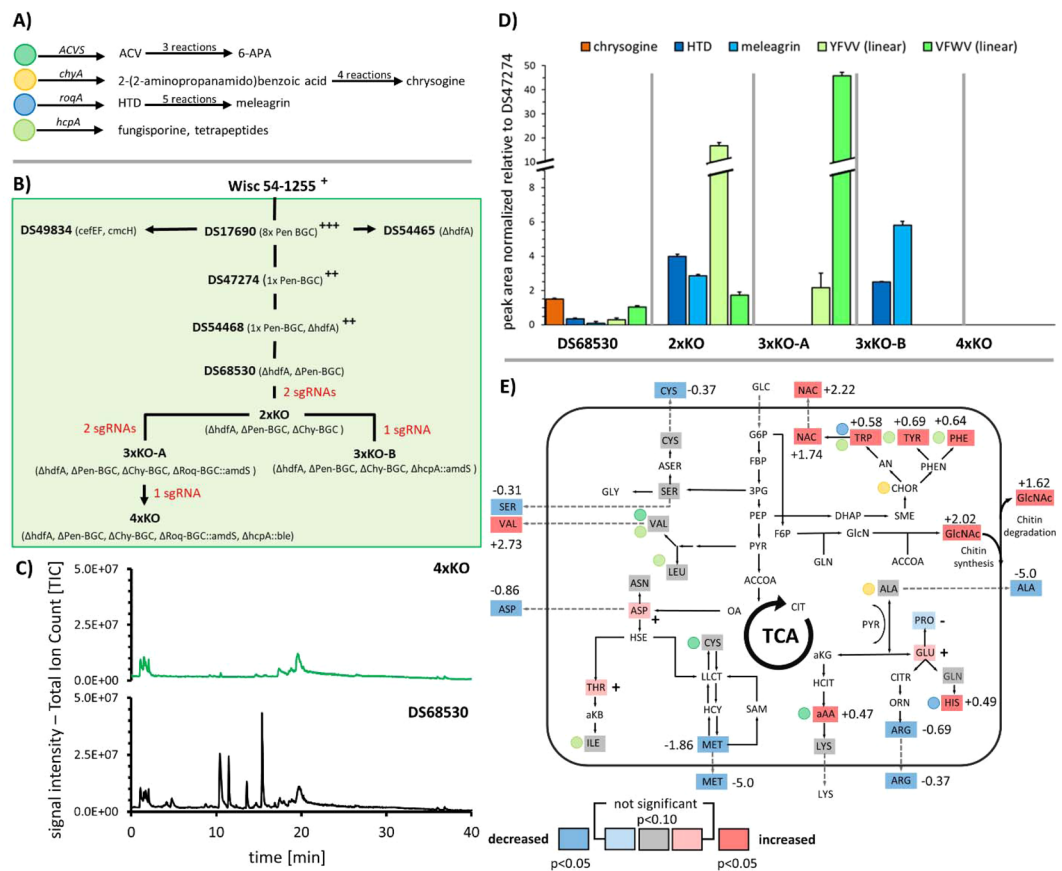 A)
ACVS ACV 3 reactions 6-APA
chyA 2-(2-aminopropanamido)benzoic acid 4 reactions chrysogine
roqA HTD 5 reactions meleagrin
hcpA fungisporine, tetrapeptides
B)
Wisc 54-1255 +
DS49834 (cefEF, cmcH) DS17690 (8x Pen BGC) +++ DS54465 (ΔhdfA)
DS47274 (1x Pen-BGC) ++
DS54468 (1x Pen-BGC, ΔhdfA) ++
DS68530 (ΔhdfA, ΔPen-BGC)
2 sgRNAs
2xKO
(ΔhdfA, ΔPen-BGC, ΔChy-BGC)
2 sgRNAs 1 sgRNA
3xKO-A 3xKO-B
(ΔhdfA, ΔPen-BGC, ΔChy-BGC, ΔRoq-BGC::amdS ) (ΔhdfA, ΔPen-BGC, ΔChy-BGC, ΔhcpA::amdS )
1 sgRNA
4xKO
(ΔhdfA, ΔPen-BGC, ΔChy-BGC, ΔRoq-BGC::amdS, ΔhcpA::ble)
C)
signal intensity – Total Ion Count [TIC]
4xKO
5.0E+07
2.5E+07
0.0E+00
DS68530
5.0E+07
2.5E+07
0.0E+00
0 10 20 30 40
time [min]
D)
chrysogine HTD meleagrin YFVV (linear) VFWV (linear)
peak area normalized relative to DS47274
50
40
30
20
10
8
6
4
2
0
DS68530 2xKO 3xKO-A 3xKO-B 4xKO
E)
CYS -0.37 GLC NAC +2.22
CYS G6P NAC +1.74 +0.58 TRP +0.69 TYR +0.64 PHE
ASER FBP AN PHEN
GLY SER 3PG CHOR
-0.31 SER
VAL +2.73
VAL PEP F6P DHAP SME
+1.62 GlcNAc
Chitin degradation
GlcN +2.02 GlcNAc
GLN ACCOA
Chitin synthesis
LEU PYR
ACCOA
-5.0 ALA
ALA
-0.86 ASP
ASN
ASP +
OA CIT
TCA
PYR
PRO -
HSE
CYS aKG GLU +
LLCT HCIT CITR GLN
THR +
aKB HCY SAM ORN HIS +0.49
aAA +0.47
ILE -1.86 MET LYS ARG -0.69
MET -5.0 LYS ARG -0.37
not significant
p<0.10
decreased increased
p<0.05 p<0.05